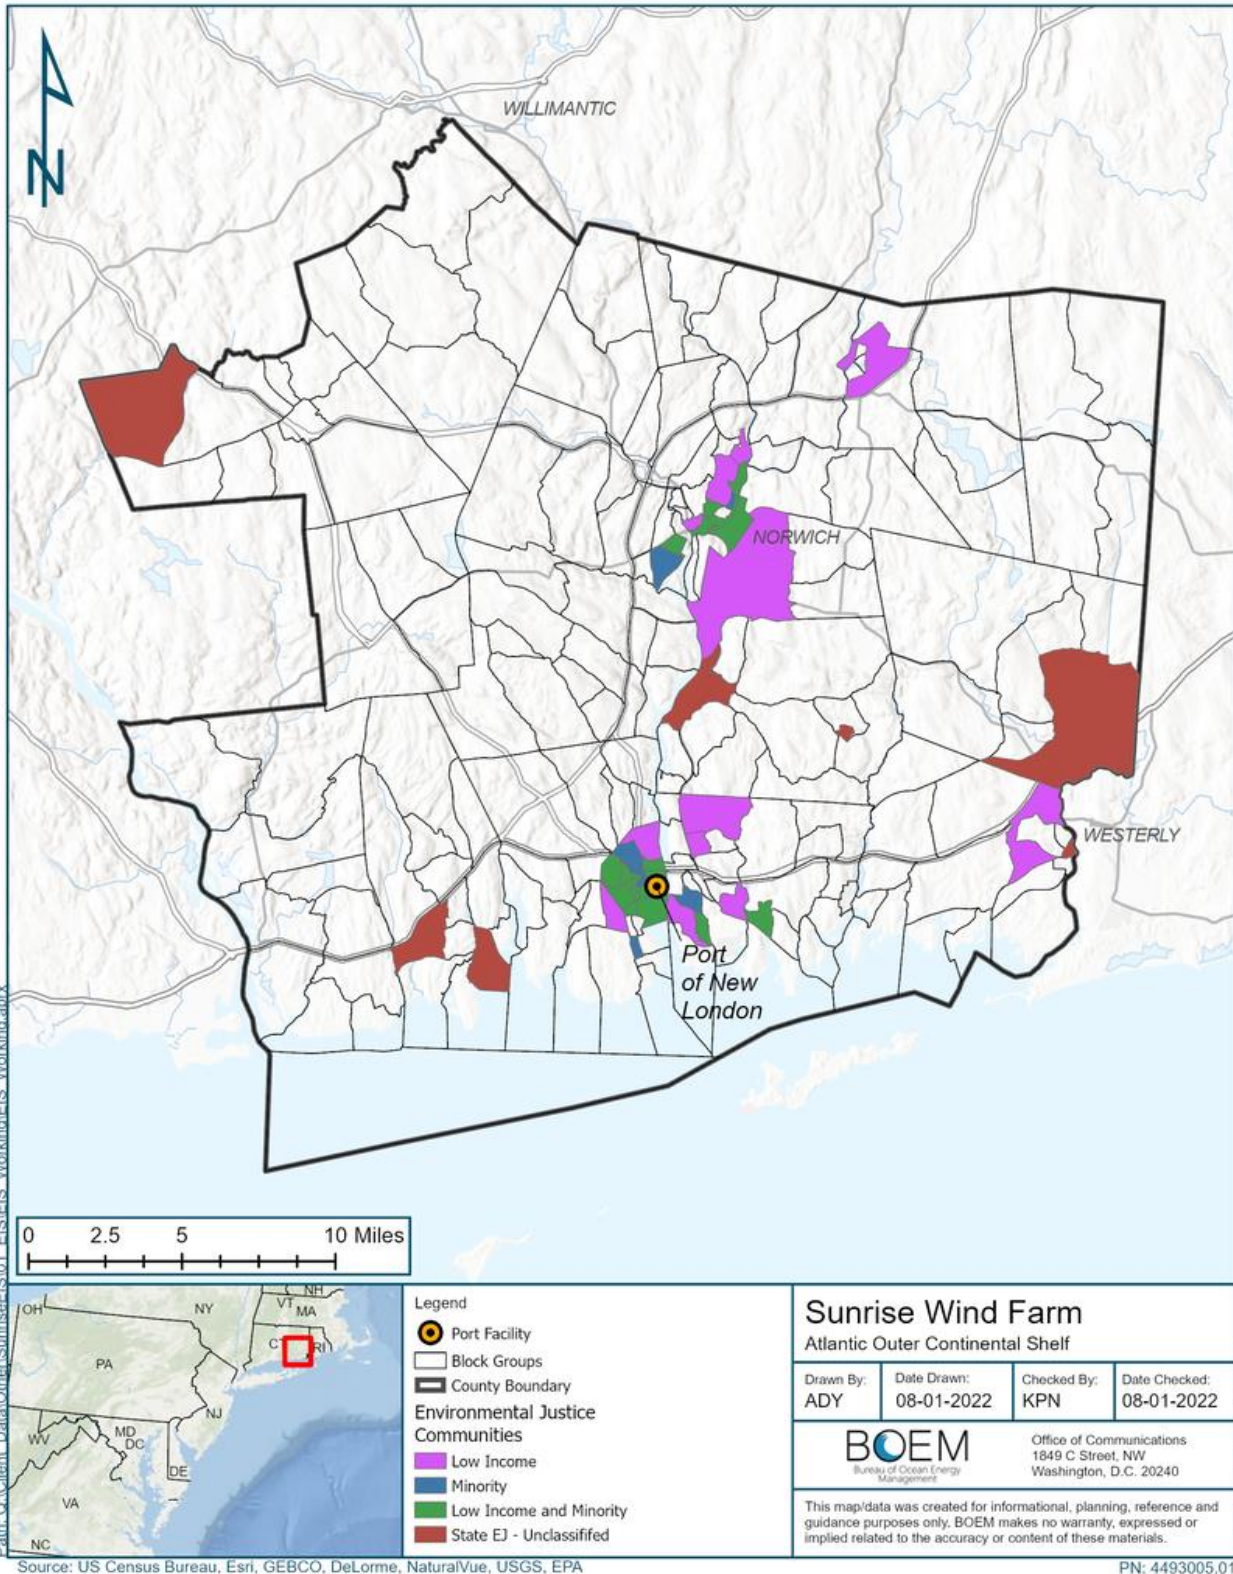 N
WILLIMANTIC
NORWICH
WESTERLY
Port
of New
London
0 2.5 5 10 Miles
OH
NY
VT
NH
MA
CT
RI
PA
NJ
MD
DC
WV
DE
VA
NC
Legend
Port Facility
Block Groups
County Boundary
Environmental Justice
Communities
Low Income
Minority
Low Income and Minority
State EJ - Unclassififed
Sunrise Wind Farm
Atlantic Outer Continental Shelf
Drawn By:
ADY
Date Drawn:
08-01-2022
Checked By:
KPN
Date Checked:
08-01-2022
BOEM
Bureau of Ocean Energy
Management
Office of Communications
1849 C Street, NW
Washington, D.C. 20240
This map/data was created for informational, planning, reference and
guidance purposes only. BOEM makes no warranty, expressed or
implied related to the accuracy or content of these materials.
Source: US Census Bureau, Esri, GEBCO, DeLorme, NaturalVue, USGS, EPA
PN: 4493005.01